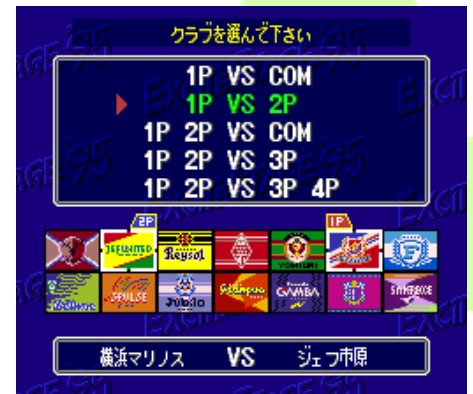 クラブを選んで下さい
1P VS COM
1P VS 2P
1P 2P VS COM
1P 2P VS 3P
1P 2P VS 3P 4P
2P
1P
JEFUNITED
Reysol
F
SPULSE
Jubilo
GAMBA
横浜マリノス VS ジェフ市原